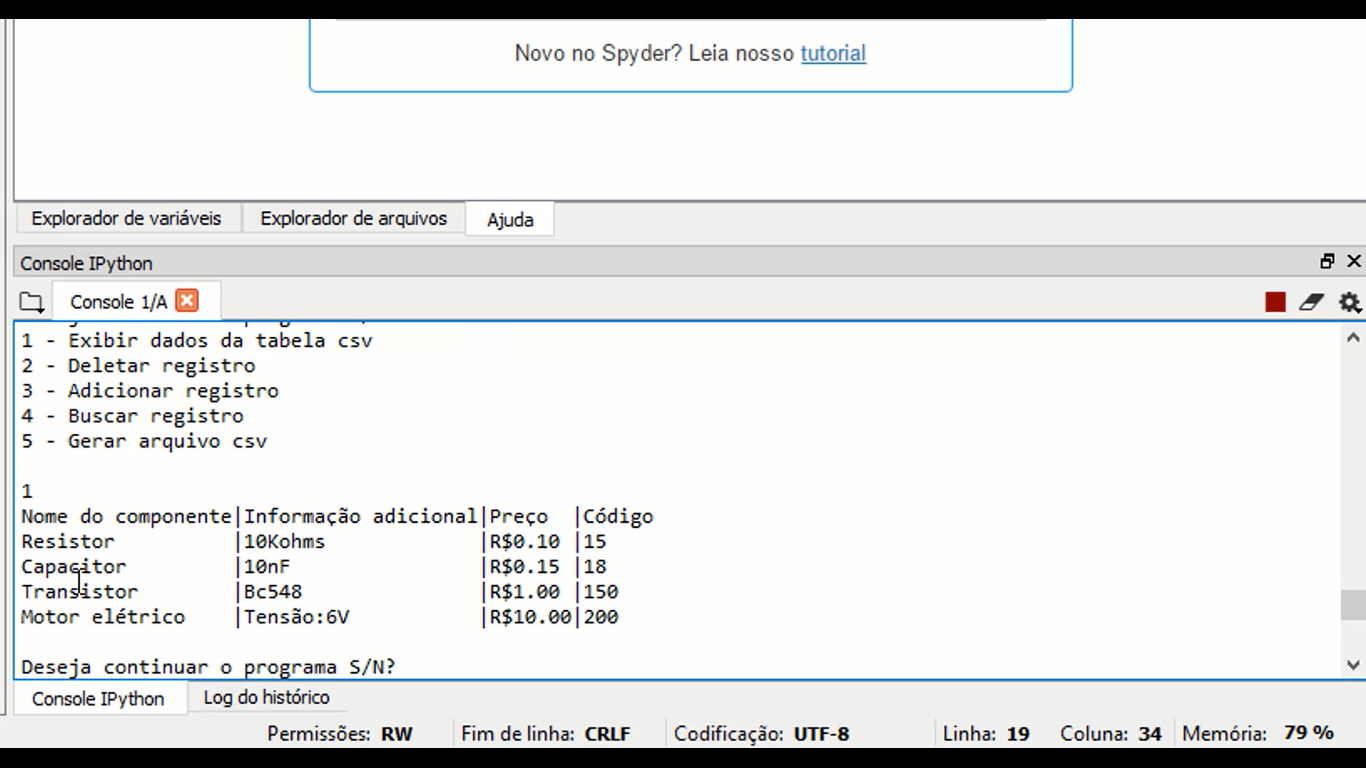 Novo no Spyder? Leia nosso tutorial
Explorador de variáveis Explorador de arquivos Ajuda
Console IPython
Console 1/A
1 - Exibir dados da tabela csv
2 - Deletar registro
3 - Adicionar registro
4 - Buscar registro
5 - Gerar arquivo csv
1
Nome do componente|Informação adicional|Preço |Código
Resistor |10Kohms |R$0.10 |15
Capacitor |10nF |R$0.15 |18
Transistor |Bc548 |R$1.00 |150
Motor elétrico |Tensão:6V |R$10.00|200
Deseja continuar o programa S/N?
Console IPython Log do histórico
Permissões: RW Fim de linha: CRLF Codificação: UTF-8 Linha: 19 Coluna: 34 Memória: 79 %